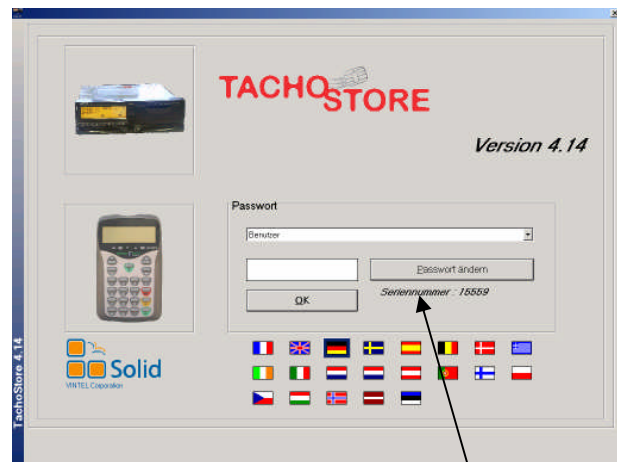 TACHOSTORE
Version 4.14
Passwort
Benutzer
Passwort ändern
OK
Seriennummer : 15559
Solid
VINTEL Corporation
TachoStore 4.14